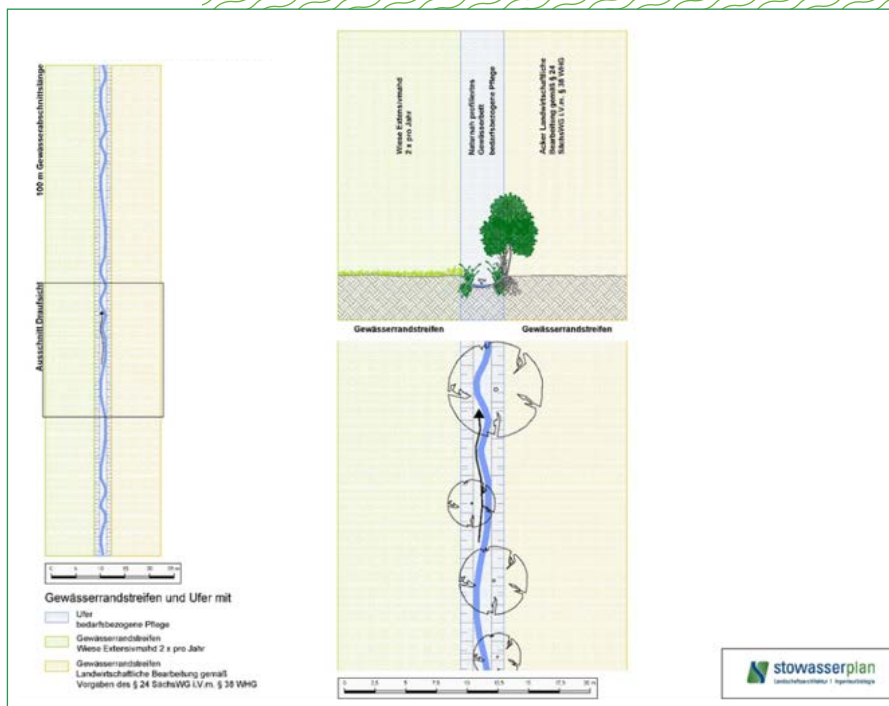 100 m Gewässerabschnittslänge
Ausschnitt Draufsicht
Gewässerrandstreifen und Ufer mit
Ufer
bedarfsbezogene Pflege
Gewässerrandstreifen
Wiese Extensivmahd 2 x pro Jahr
Gewässerrandstreifen
Landwirtschaftliche Bearbeitung gemäß
Vorgaben des § 24 SächsWG i.V.m. § 38 WHG
Wiese Extensivmahd
2 x pro Jahr
Naturnah profiliertes
Gewässerbett
bedarfsbezogene Pflege
Acker Landwirtschaftliche
Bearbeitung gemäß § 24
SächsWG i.V.m. § 38 WHG
Gewässerrandstreifen
Gewässerrandstreifen
stowasserplan
Landschaftsarchitektur | Ingenieurbiologie